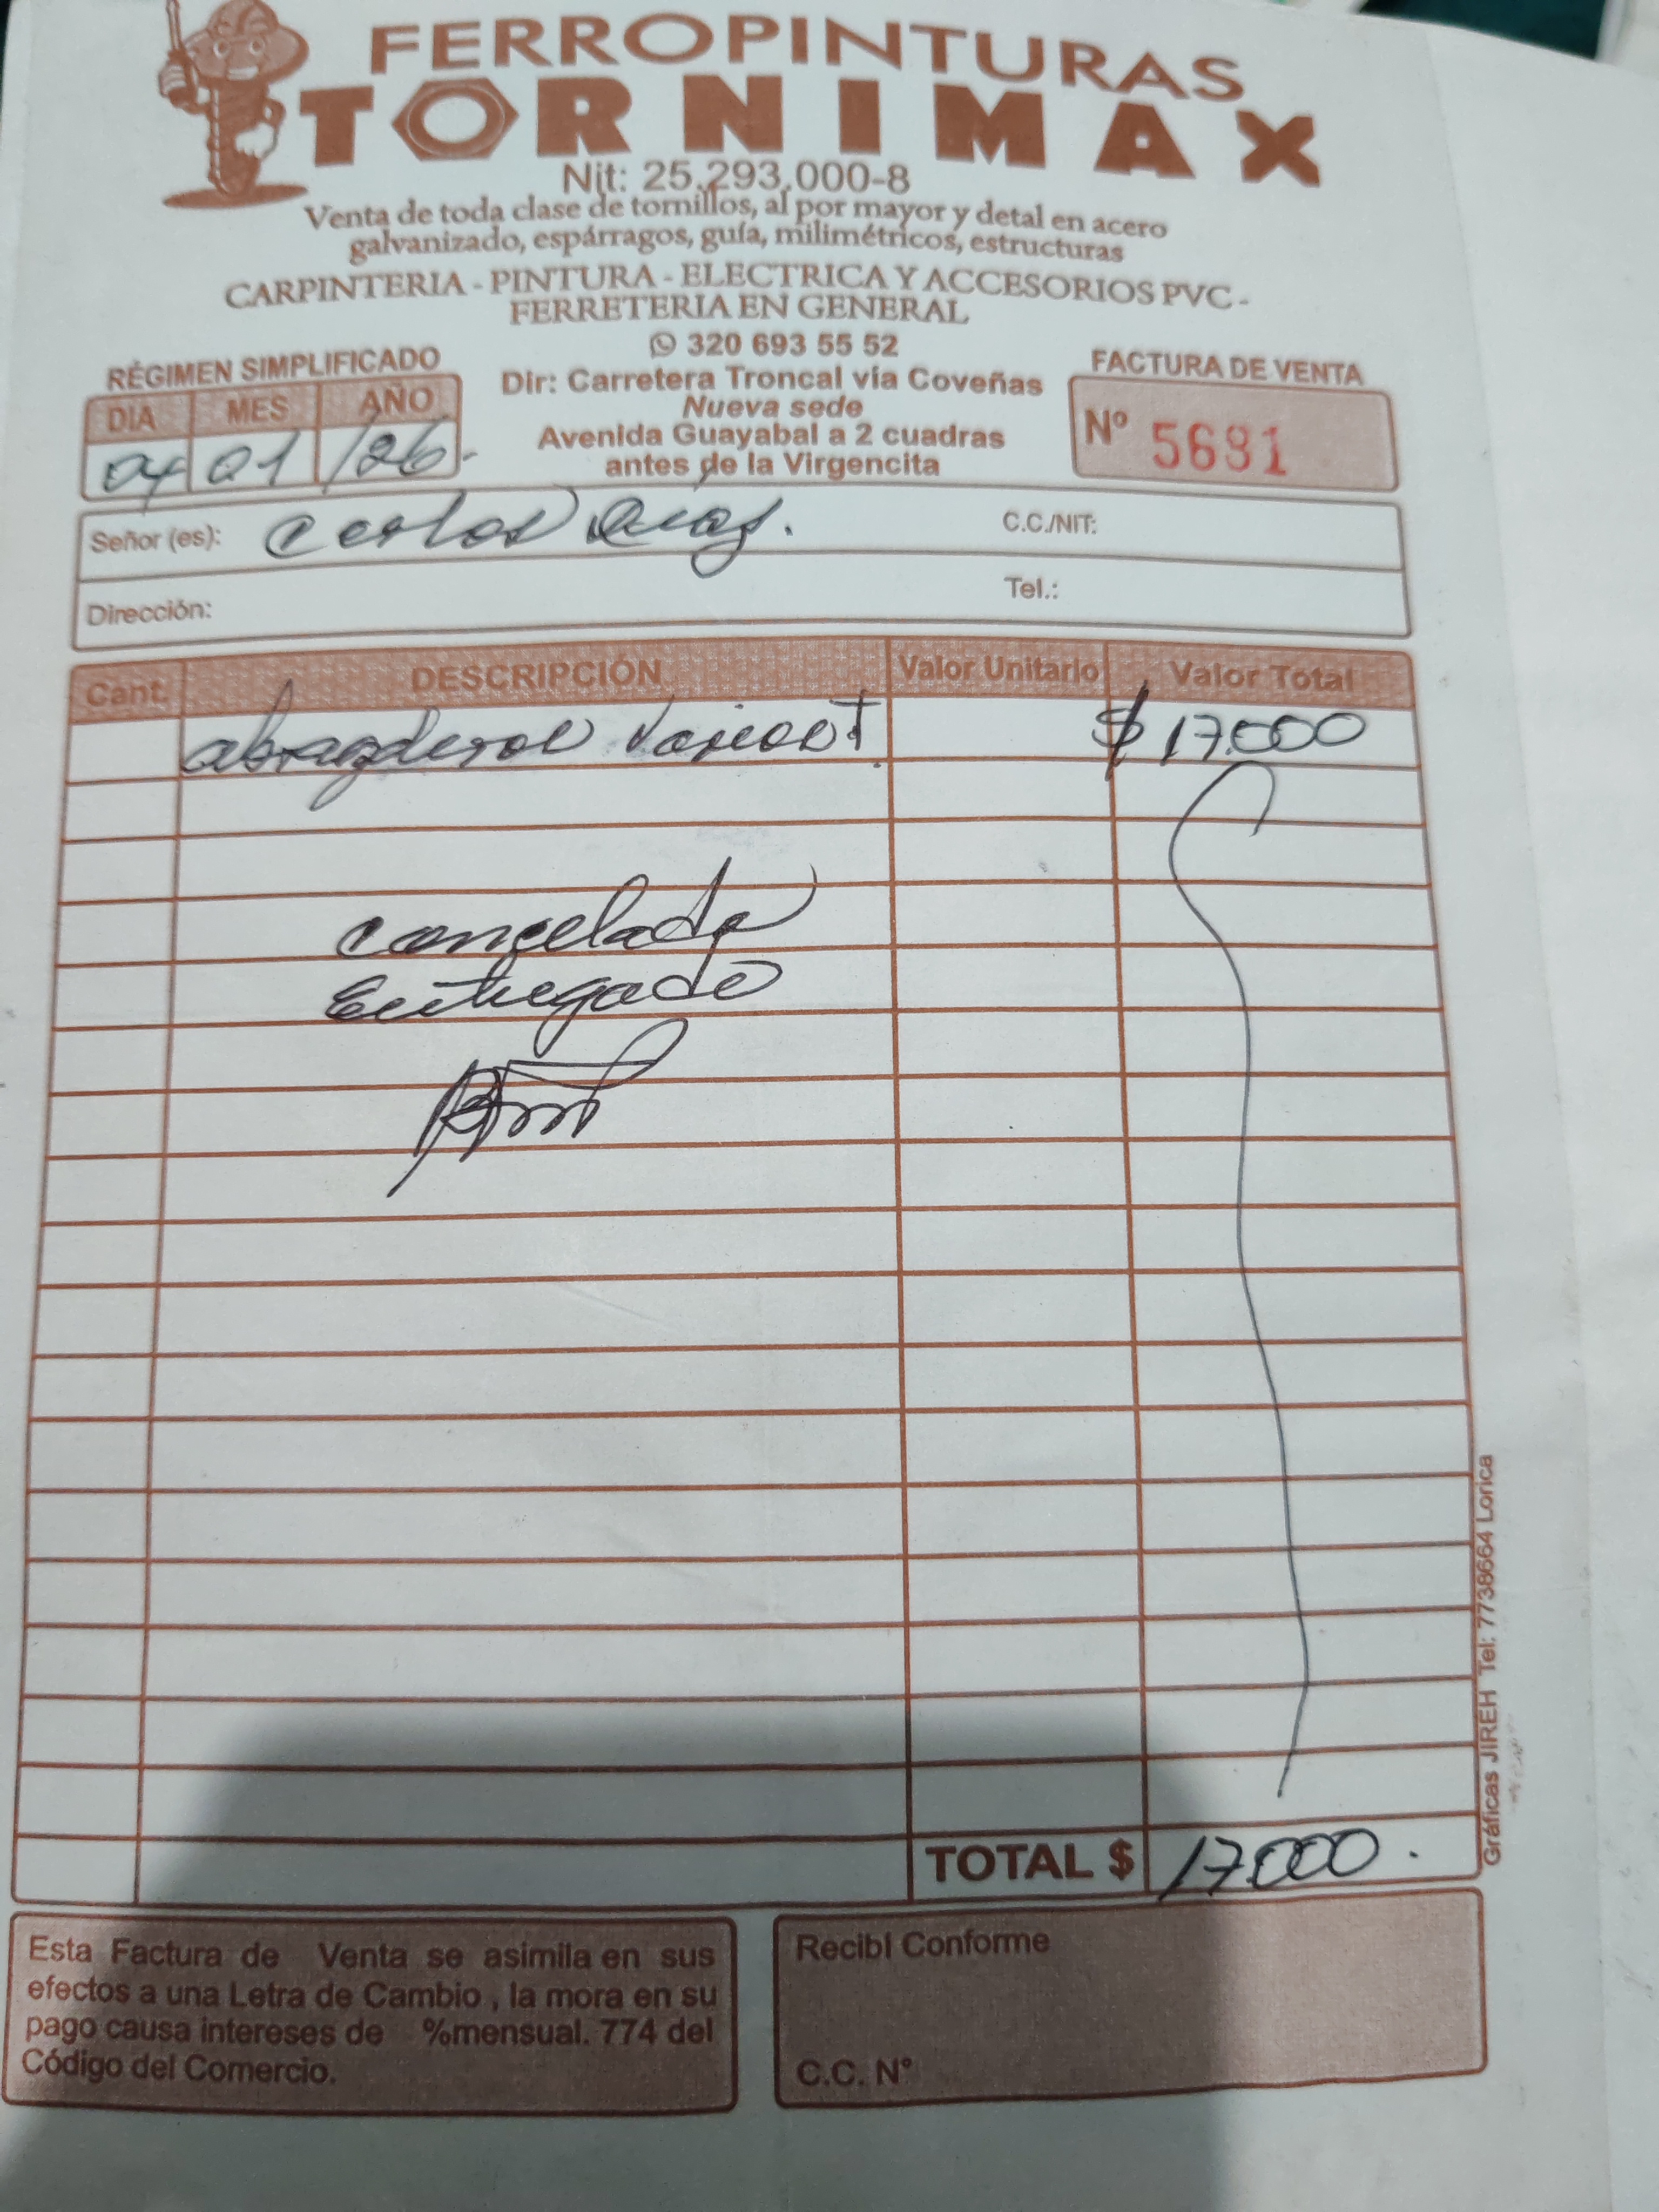 FERROPINTURAS
TORNIMAX
Nit: 25.293.000-8
Venta de toda clase de tornillos, al por mayor y detal en acero
galvanizado, espárragos, guía, milimétricos, estructuras
CARPINTERIA - PINTURA - ELECTRICA Y ACCESORIOS PVC -
FERRETERIA EN GENERAL
320 693 55 52
RÉGIMEN SIMPLIFICADO
DIA MES AÑO
01 /26.
Dir: Carretera Troncal vía Coveñas
Nueva sede
Avenida Guayabal a 2 cuadras
antes de la Virgencita
FACTURA DE VENTA
Nº 5681
Señor (es): Carlos Diaz. C.C./NIT:
Dirección: Tel.:
Cant. DESCRIPCIÓN Valor Unitario Valor Total
abrazderas $ 17.000
cancelada
Entregado
TOTAL $ 17.000.
Esta Factura de Venta se asimila en sus
efectos a una Letra de Cambio , la mora en su
pago causa intereses de %mensual. 774 del
Código del Comercio.
Recibí Conforme
C.C. Nº
Gráficas JIREH Tel: 7738664 Lorica